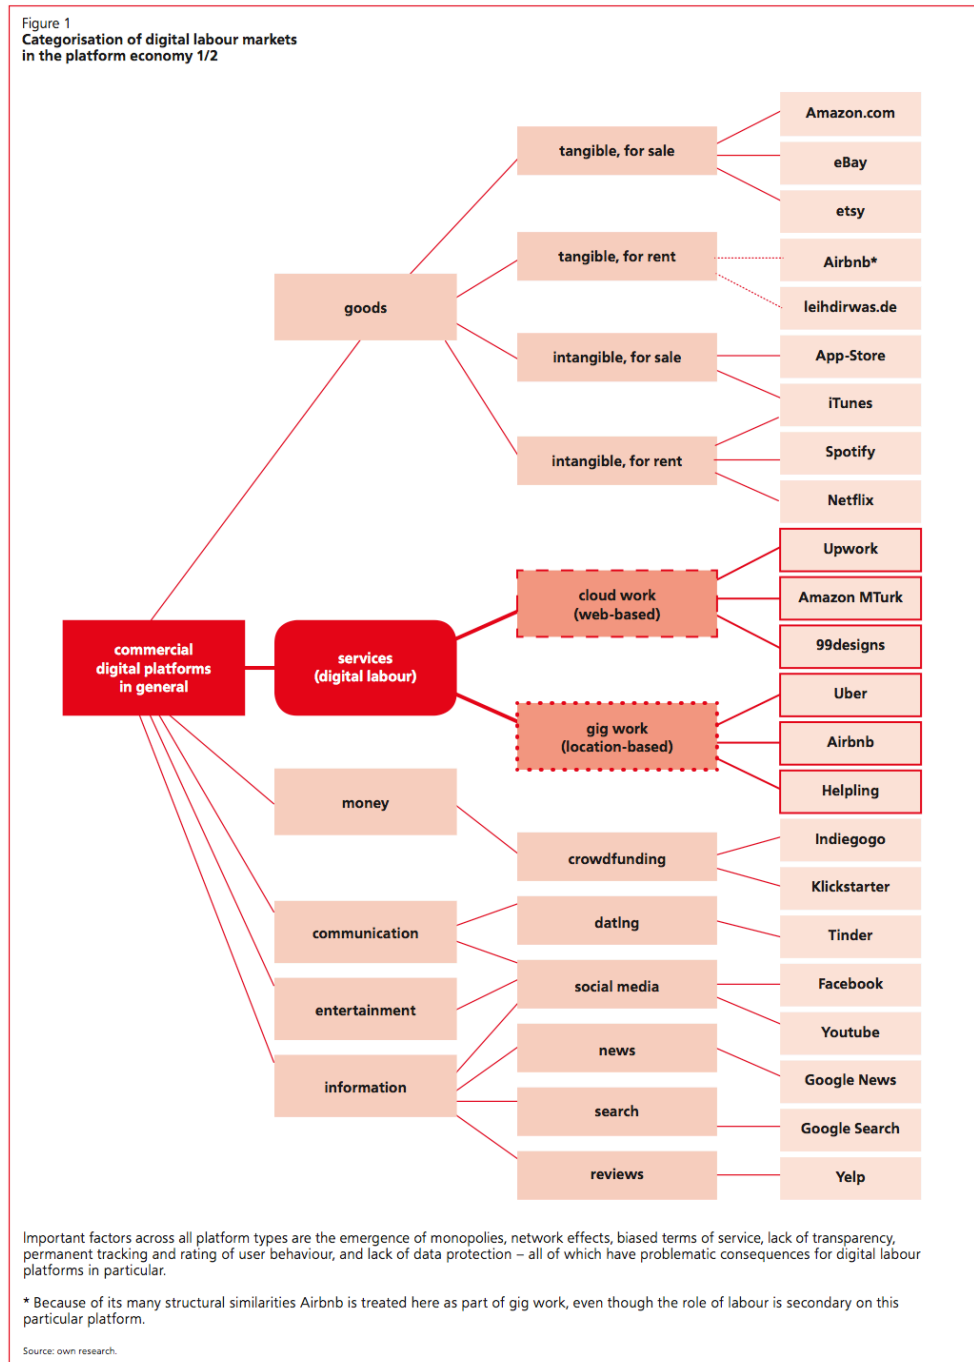 Figure 1
Categorisation of digital labour markets
in the platform economy 1/2
Amazon.com
tangible, for sale
eBay
etsy
tangible, for rent
Airbnb*
leihdirwas.de
goods
intangible, for sale
App-Store
iTunes
intangible, for rent
Spotify
Netflix
Upwork
cloud work
(web-based)
Amazon MTurk
99designs
commercial
digital platforms
in general
services
(digital labour)
Uber
gig work
(location-based)
Airbnb
Helpling
money
Indiegogo
crowdfunding
Klickstarter
communication
datIng
Tinder
social media
Facebook
entertainment
Youtube
news
Google News
information
search
Google Search
reviews
Yelp
Important factors across all platform types are the emergence of monopolies, network effects, biased terms of service, lack of transparency,
permanent tracking and rating of user behaviour, and lack of data protection – all of which have problematic consequences for digital labour
platforms in particular.
* Because of its many structural similarities Airbnb is treated here as part of gig work, even though the role of labour is secondary on this
particular platform.
Source: own research.